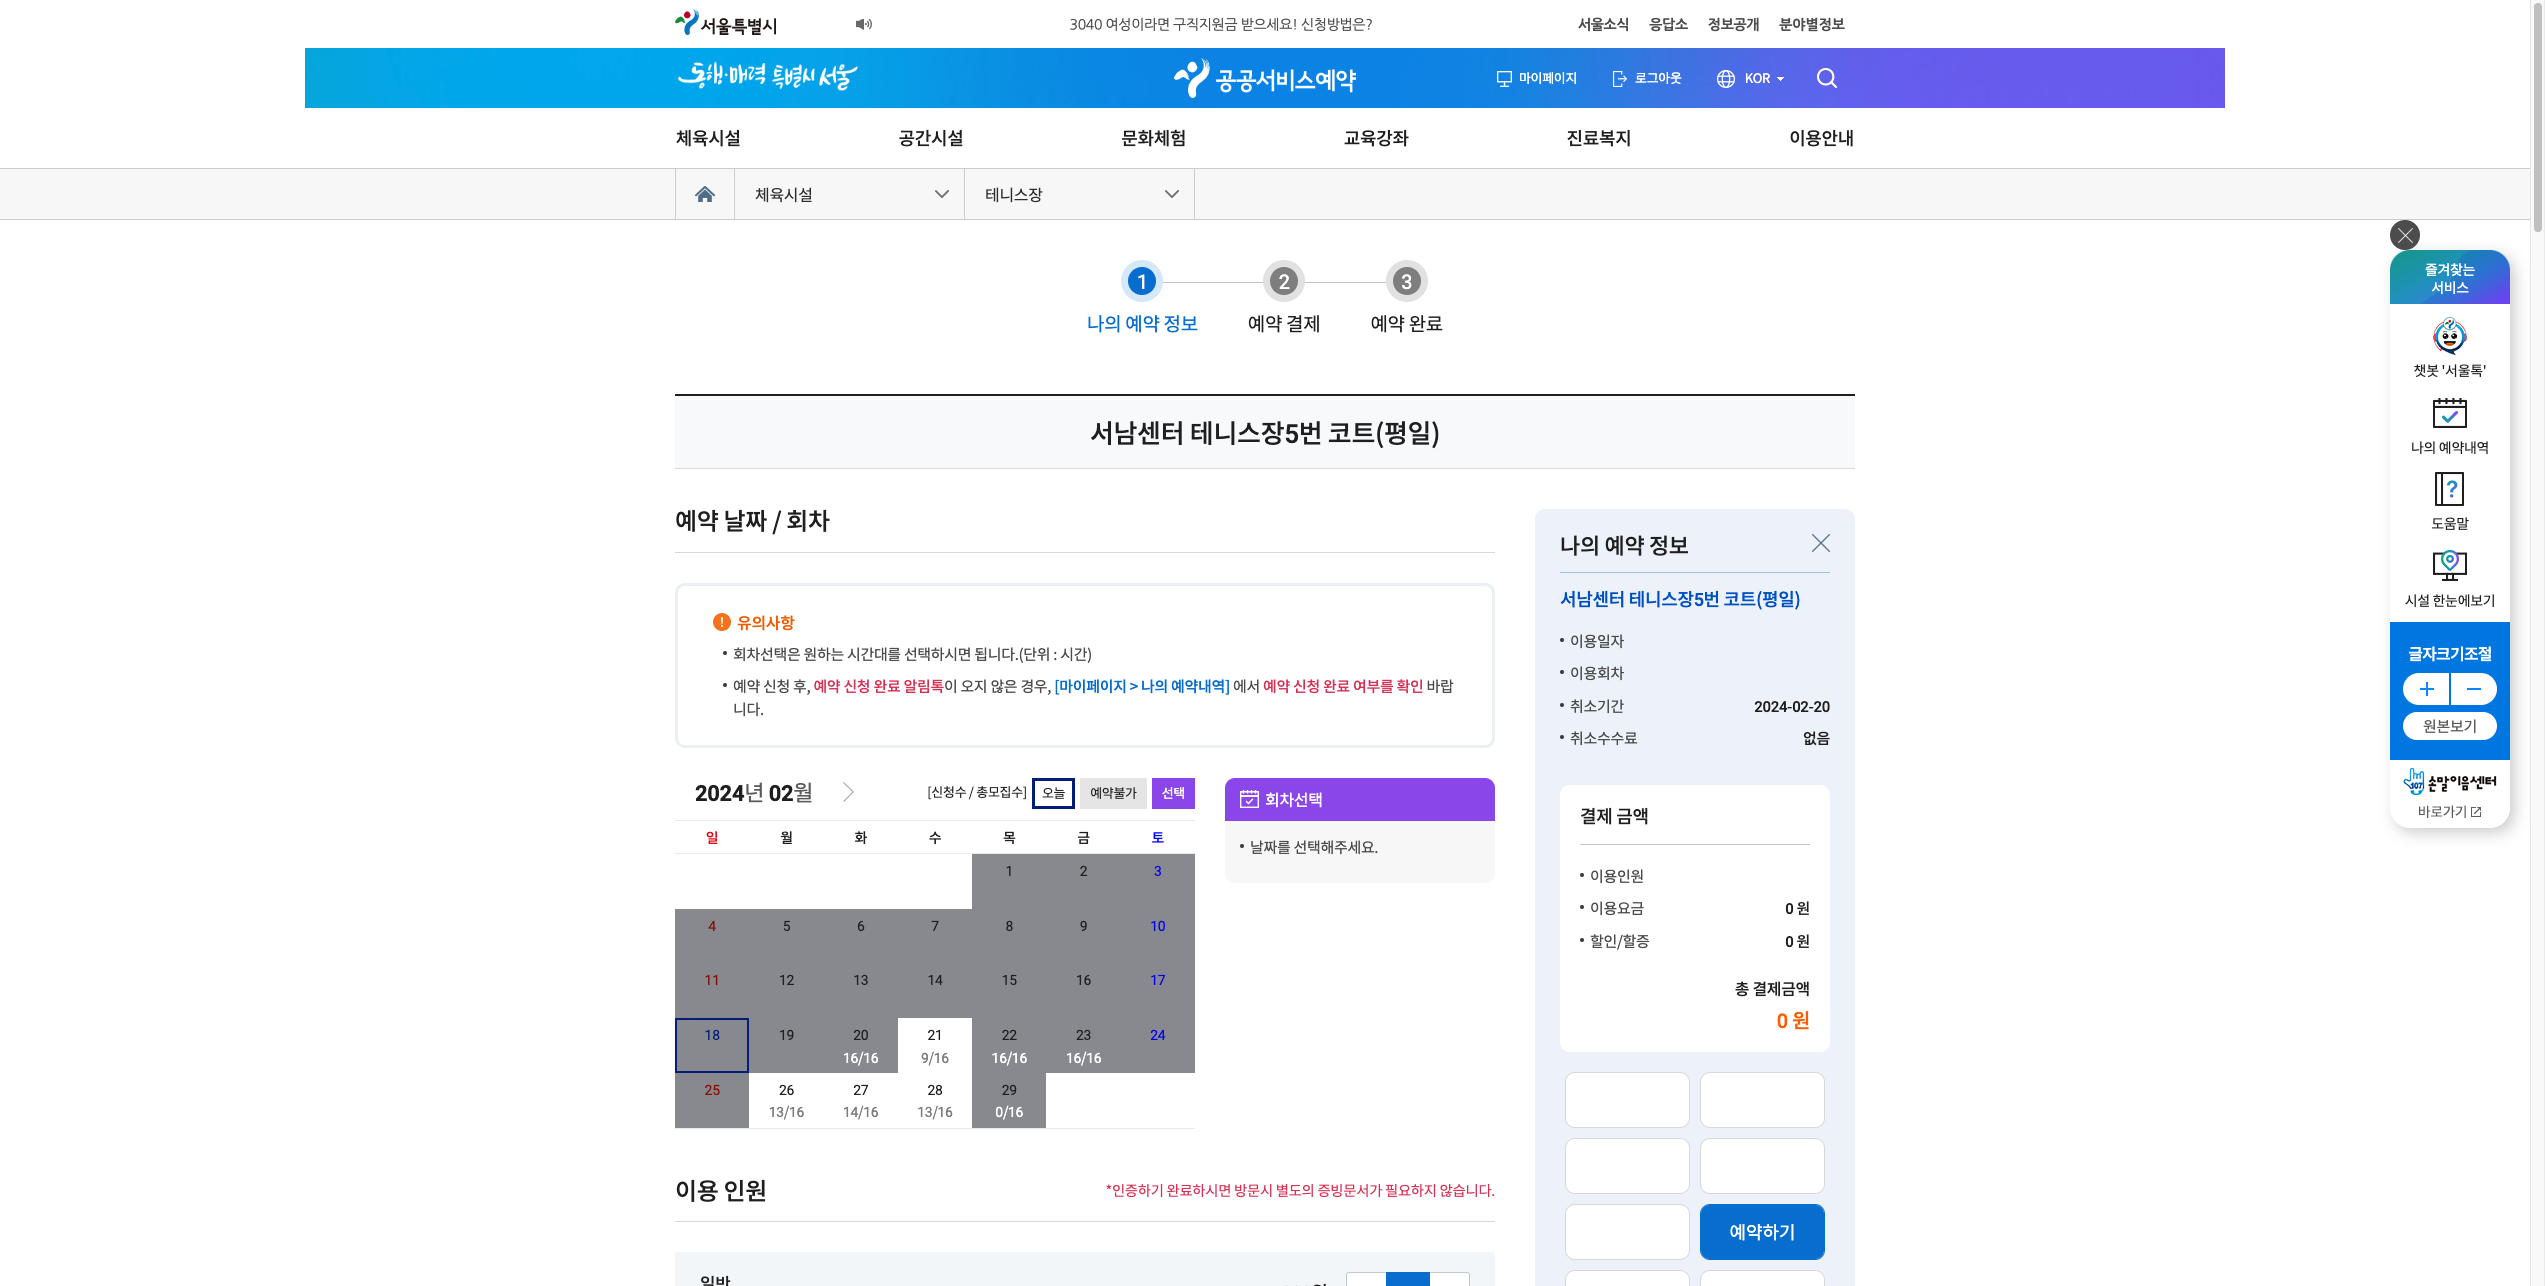 서울특별시
3040 여성이라면 구직지원금 받으세요! 신청방법은?
서울소식 응답소 정보공개 분야별정보
동행·매력 특별시 서울
공공서비스예약
마이페이지 로그아웃 KOR
체육시설 공간시설 문화체험 교육강좌 진료복지 이용안내
체육시설 테니스장
1 2 3
나의 예약 정보 예약 결제 예약 완료
서남센터 테니스장5번 코트(평일)
예약 날짜 / 회차
! 유의사항
• 회차선택은 원하는 시간대를 선택하시면 됩니다.(단위 : 시간)
• 예약 신청 후, 예약 신청 완료 알림톡이 오지 않은 경우, [마이페이지 > 나의 예약내역] 에서 예약 신청 완료 여부를 확인 바랍
니다.
2024년 02월
[신청수 / 총모집수] 오늘 예약불가 선택
일 월 화 수 목 금 토
1 2 3
4 5 6 7 8 9 10
11 12 13 14 15 16 17
18 19 20 21 22 23 24
16/16 9/16 16/16 16/16
25 26 27 28 29
13/16 14/16 13/16 0/16
회차선택
• 날짜를 선택해주세요.
이용 인원
*인증하기 완료하시면 방문시 별도의 증빙문서가 필요하지 않습니다.
일반
나의 예약 정보
서남센터 테니스장5번 코트(평일)
• 이용일자
• 이용회차
• 취소기간 2024-02-20
• 취소수수료 없음
결제 금액
• 이용인원
• 이용요금 0 원
• 할인/할증 0 원
총 결제금액
0 원
예약하기
즐겨찾는
서비스
챗봇 '서울톡'
나의 예약내역
?
도움말
시설 한눈에보기
글자크기조절
+ −
원본보기
107 손말이음센터
바로가기